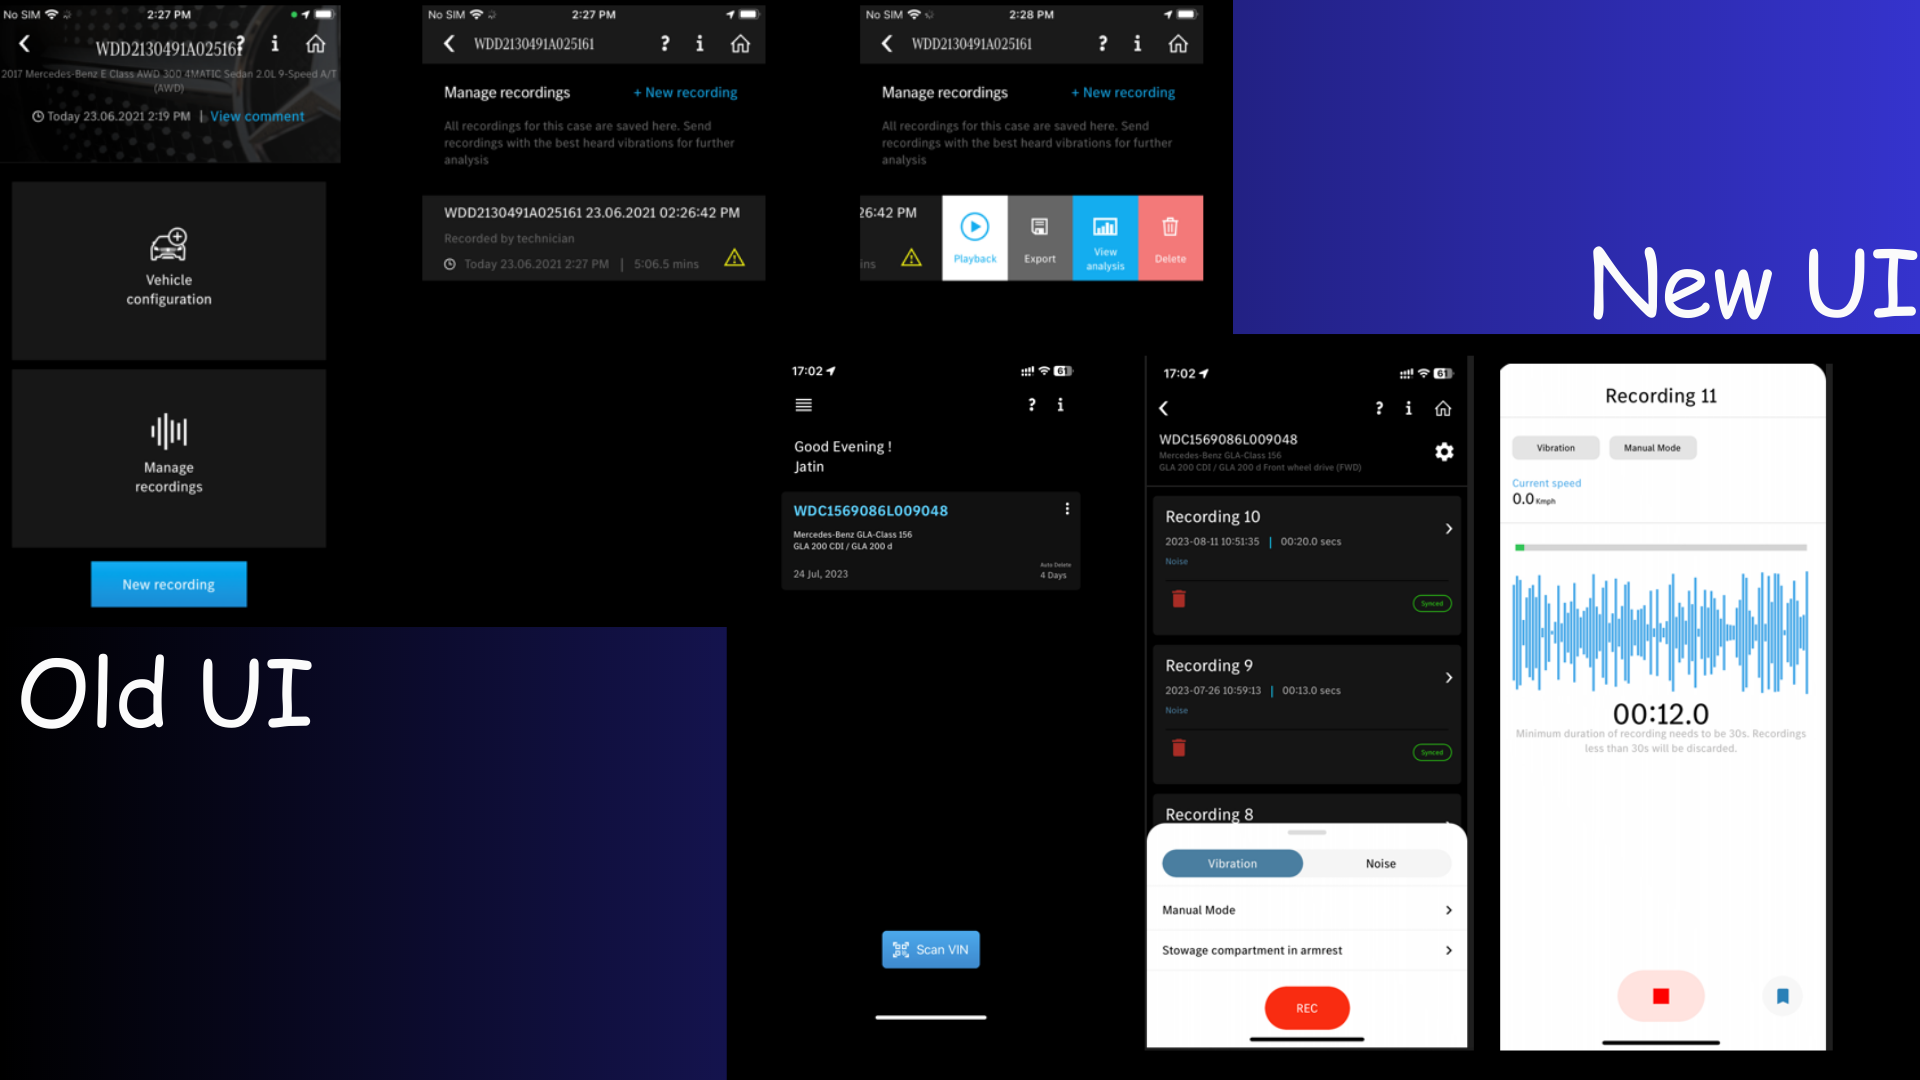 No SIM 2:27 PM
WDD2130491A025161
2017 Mercedes-Benz E Class AWD 300 4MATIC Sedan 2.0L 9-Speed A/T
(AWD)
Today 23.06.2021 2:19 PM | View comment
Vehicle
configuration
Manage
recordings
New recording
Old UI
No SIM 2:27 PM
WDD2130491A025161 ? i
Manage recordings + New recording
All recordings for this case are saved here. Send
recordings with the best heard vibrations for further
analysis
WDD2130491A025161 23.06.2021 02:26:42 PM
Recorded by technician
Today 23.06.2021 2:27 PM | 5:06.5 mins
No SIM 2:28 PM
WDD2130491A025161 ? i
Manage recordings + New recording
All recordings for this case are saved here. Send
recordings with the best heard vibrations for further
analysis
26:42 PM
ins
Playback
Export
View
analysis
Delete
New UI
17:02 61
? i
Good Evening !
Jatin
WDC1569086L009048
Mercedes-Benz GLA-Class 156
GLA 200 CDI / GLA 200 d
24 Jul, 2023
Auto Delete
4 Days
Scan VIN
17:02 61
? i
WDC1569086L009048
Mercedes-Benz GLA-Class 156
GLA 200 CDI / GLA 200 d Front wheel drive (FWD)
Recording 10
2023-08-11 10:51:35 | 00:20.0 secs
Noise
Synced
Recording 9
2023-07-26 10:59:13 | 00:13.0 secs
Noise
Synced
Recording 8
Vibration Noise
Manual Mode
Stowage compartment in armrest
REC
Recording 11
Vibration Manual Mode
Current speed
0.0 Kmph
00:12.0
Minimum duration of recording needs to be 30s. Recordings
less than 30s will be discarded.